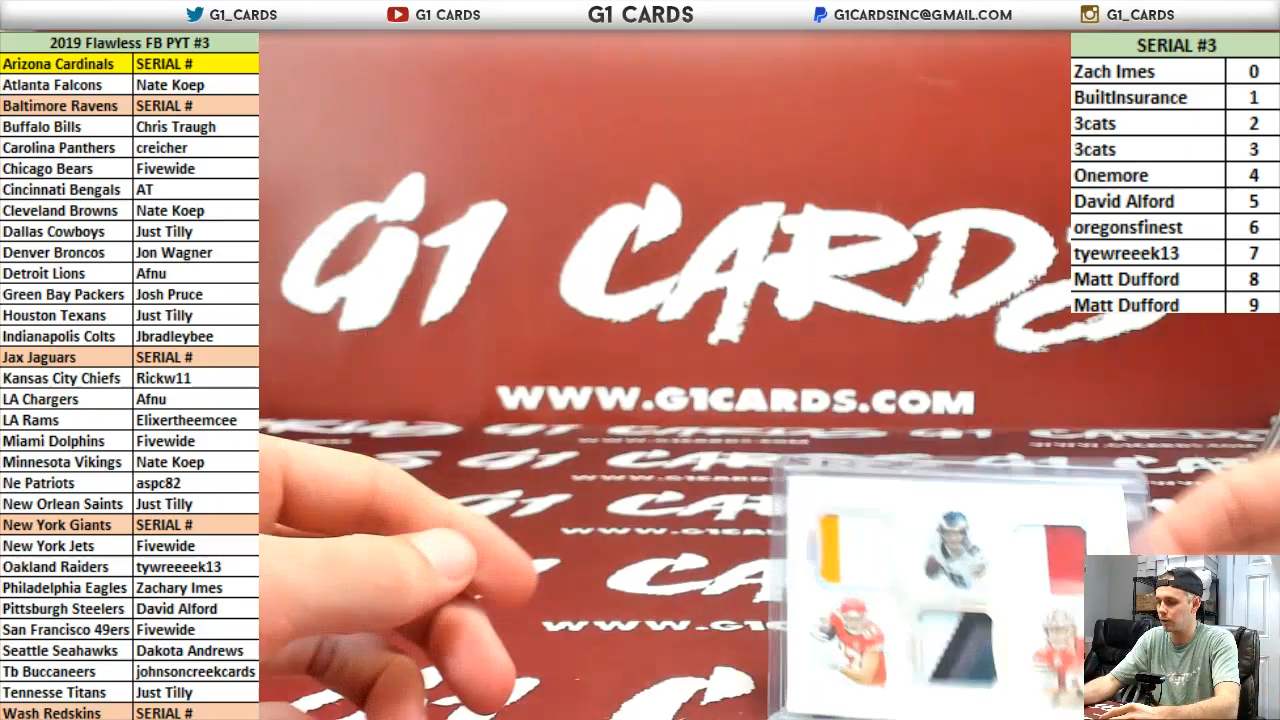 G1_CARDS G1 CARDS G1 CARDS G1CARDSINC@GMAIL.COM G1_CARDS
2019 Flawless FB PYT #3
Arizona Cardinals SERIAL #
Atlanta Falcons Nate Koep
Baltimore Ravens SERIAL #
Buffalo Bills Chris Traugh
Carolina Panthers creicher
Chicago Bears Fivewide
Cincinnati Bengals AT
Cleveland Browns Nate Koep
Dallas Cowboys Just Tilly
Denver Broncos Jon Wagner
Detroit Lions Afnu
Green Bay Packers Josh Pruce
Houston Texans Just Tilly
Indianapolis Colts Jbradleybee
Jax Jaguars SERIAL #
Kansas City Chiefs Rickw11
LA Chargers Afnu
LA Rams Elixertheemcee
Miami Dolphins Fivewide
Minnesota Vikings Nate Koep
Ne Patriots aspc82
New Orlean Saints Just Tilly
New York Giants SERIAL #
New York Jets Fivewide
Oakland Raiders tywreeeek13
Philadelphia Eagles Zachary Imes
Pittsburgh Steelers David Alford
San Francisco 49ers Fivewide
Seattle Seahawks Dakota Andrews
Tb Buccaneers johnsoncreekcards
Tennesse Titans Just Tilly
Wash Redskins SERIAL #
SERIAL #3
Zach Imes 0
BuiltInsurance 1
3cats 2
3cats 3
Onemore 4
David Alford 5
oregonsfinest 6
tyewreeek13 7
Matt Dufford 8
Matt Dufford 9
G1 CARDS
WWW.G1CARDS.COM